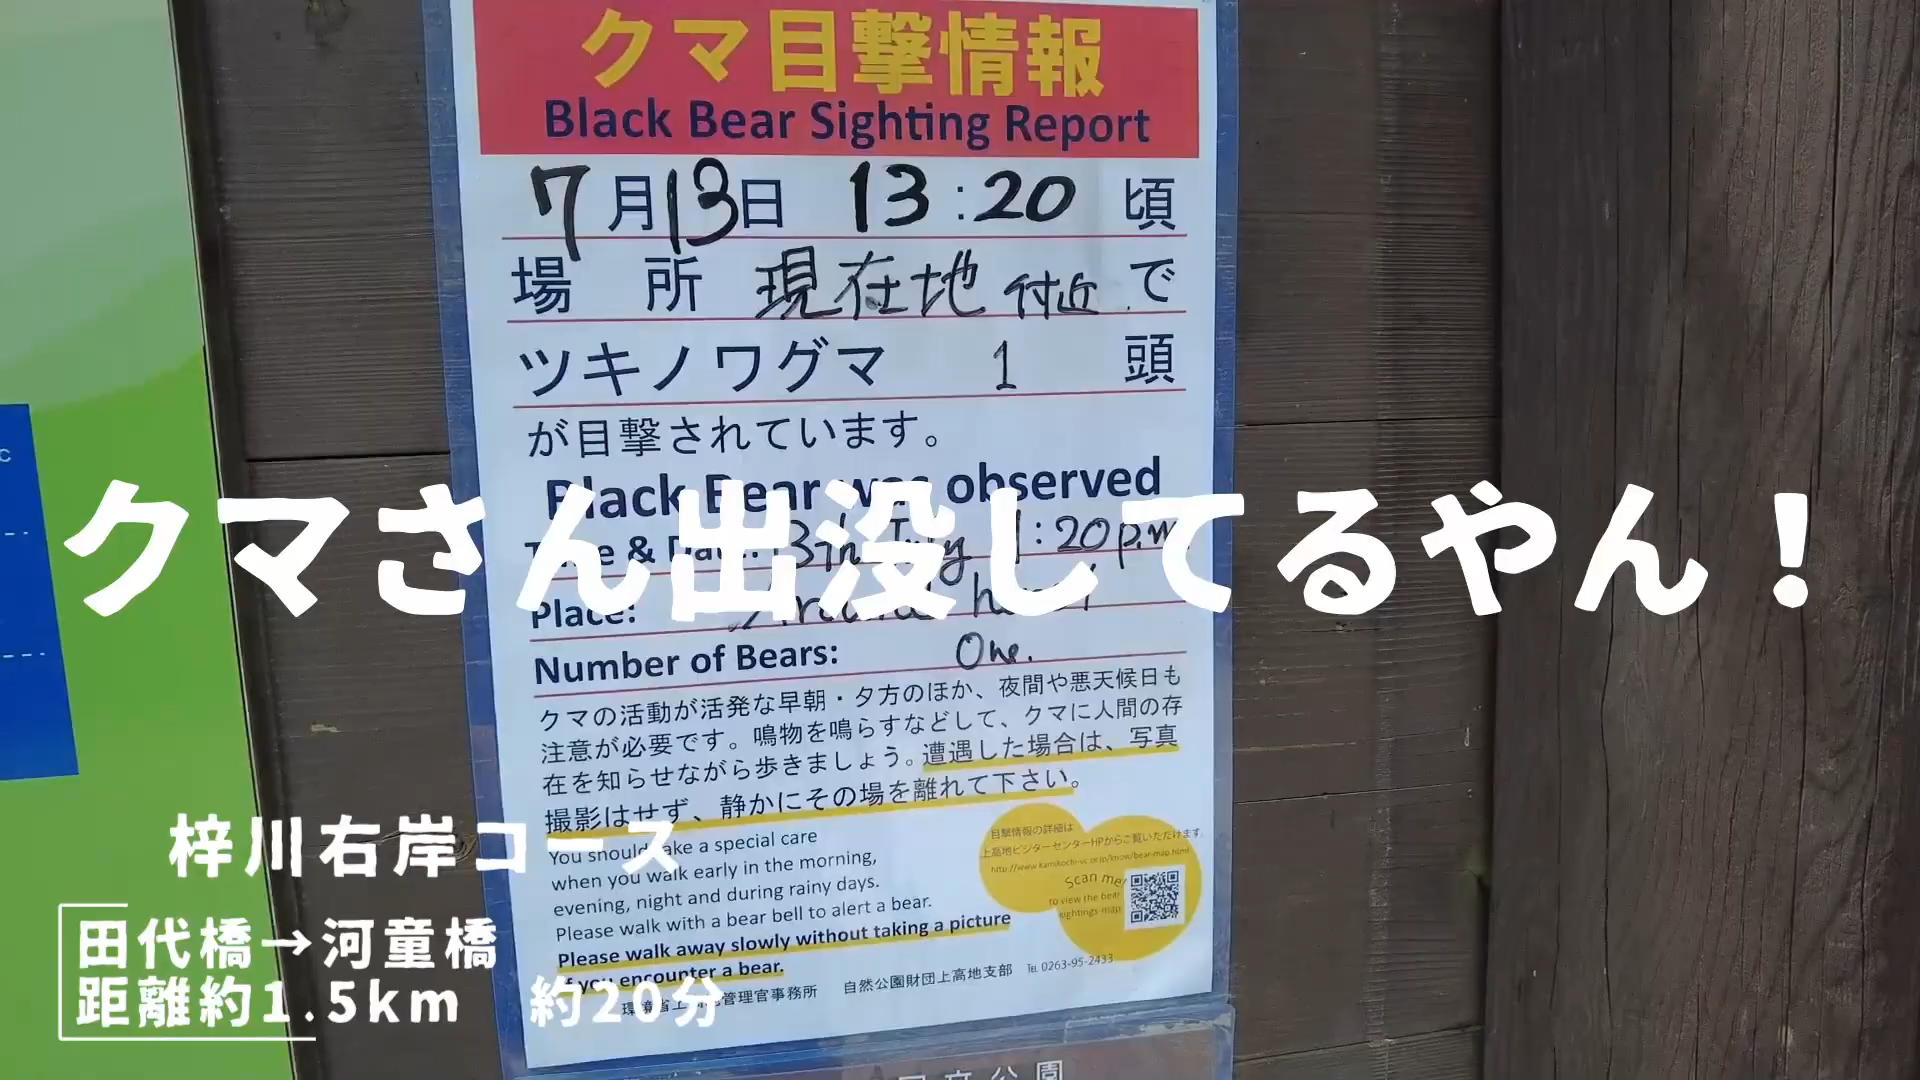 クマ目撃情報
Black Bear Sighting Report
7月13日 13:20頃
場所 現在地付近で
ツキノワグマ 1 頭
が目撃されています。
Black Bear was observed
クマさん出没してるやん！
Time & Date: 13th July 1:20 p.m.
Place: Around here
Number of Bears: One.
クマの活動が活発な早朝・夕方のほか、夜間や悪天候日も
注意が必要です。鳴物を鳴らすなどして、クマに人間の存
在を知らせながら歩きましょう。遭遇した場合は、写真
撮影はせず、静かにその場を離れて下さい。
You should take a special care
when you walk early in the morning,
evening, night and during rainy days.
Please walk with a bear bell to alert a bear.
Please walk away slowly without taking a picture
if you encounter a bear.
目撃情報の詳細は
上高地ビジターセンターHPからご覧いただけます
http://www.kamikochi-vc.or.jp/know/bear-map.html
Scan me!
to view the bear
sightings map
自然公園財団上高地支部 TEL 0263-95-2433
梓川右岸コース
田代橋→河童橋
距離約1.5km 約20分